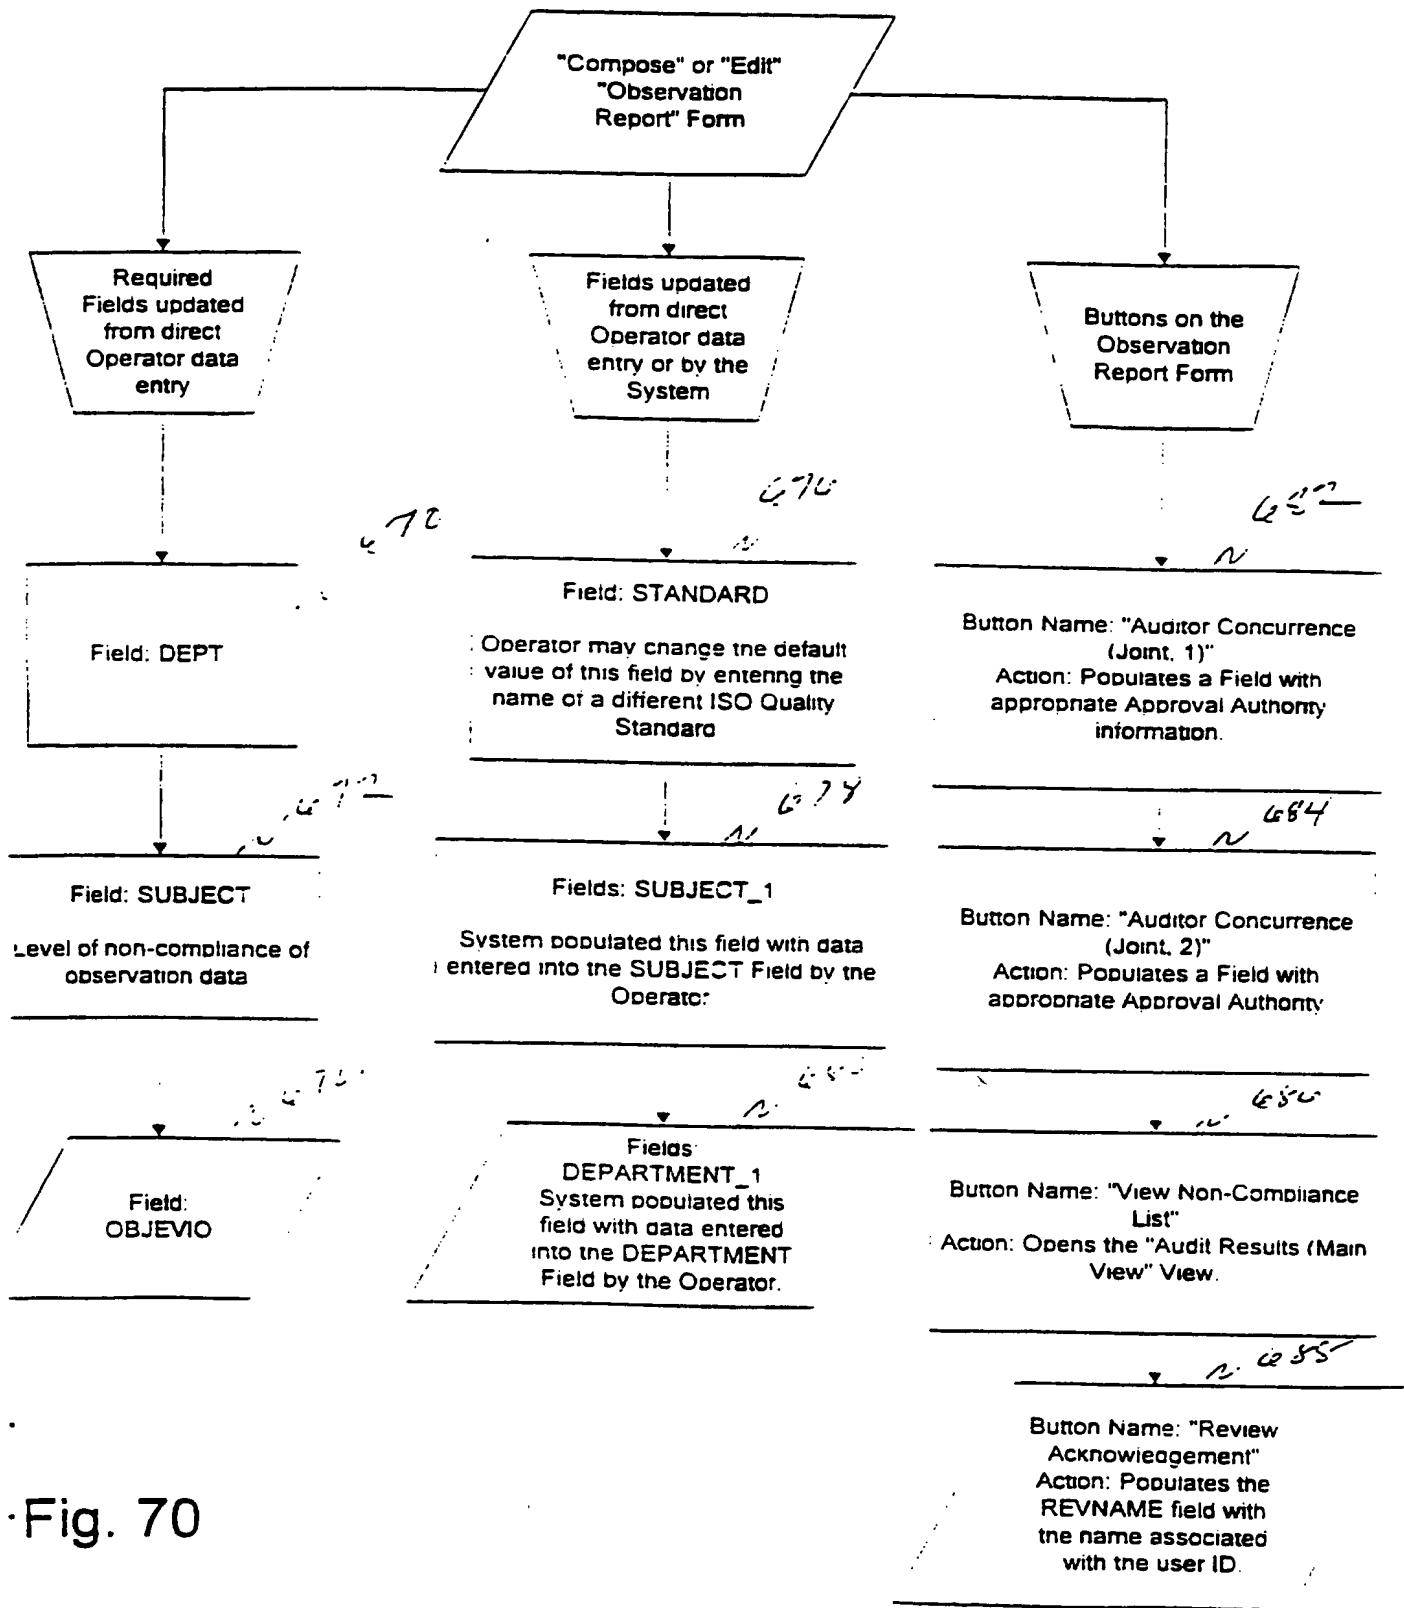 "Compose" or "Edit"
"Observation
Report" Form
Required
Fields updated
from direct
Operator data
entry
Fields updated
from direct
Operator data
entry or by the
System
Buttons on the
Observation
Report Form
670
Field: DEPT
672
Field: SUBJECT
Level of non-compliance of
observation data
Field:
OBJEVIO
Field: STANDARD
Operator may change the default
value of this field by entering the
name of a different ISO Quality
Standard
678
Fields: SUBJECT_1
System populated this field with data
entered into the SUBJECT Field by the
Operator.
Fields:
DEPARTMENT_1
System populated this
field with data entered
into the DEPARTMENT
Field by the Operator.
Button Name: "Auditor Concurrence
(Joint, 1)"
Action: Populates a Field with
appropriate Approval Authority
information.
684
Button Name: "Auditor Concurrence
(Joint, 2)"
Action: Populates a Field with
appropriate Approval Authority
686
Button Name: "View Non-Compliance
List"
Action: Opens the "Audit Results (Main
View" View.
Button Name: "Review
Acknowledgement"
Action: Populates the
REVNAME field with
the name associated
with the user ID.
Fig. 70